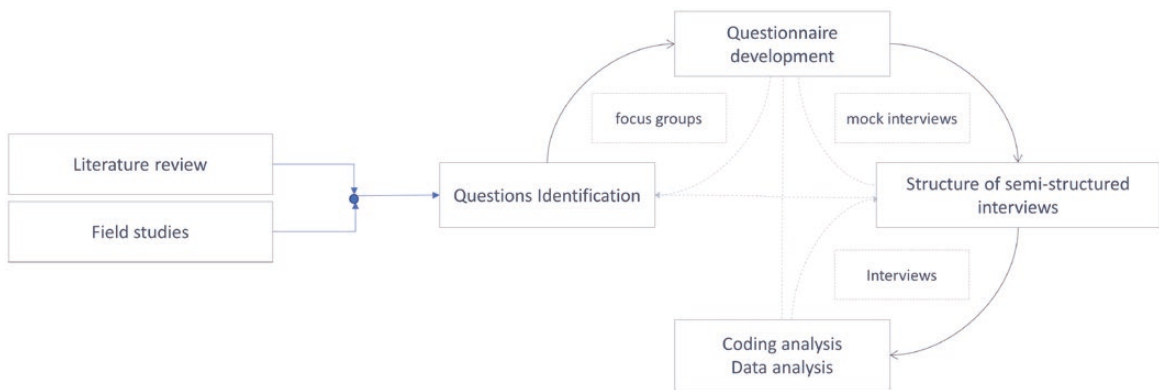 Questionnaire
development
focus groups
mock interviews
Literature review
Questions Identification
Structure of semi-structured
interviews
Field studies
Interviews
Coding analysis
Data analysis